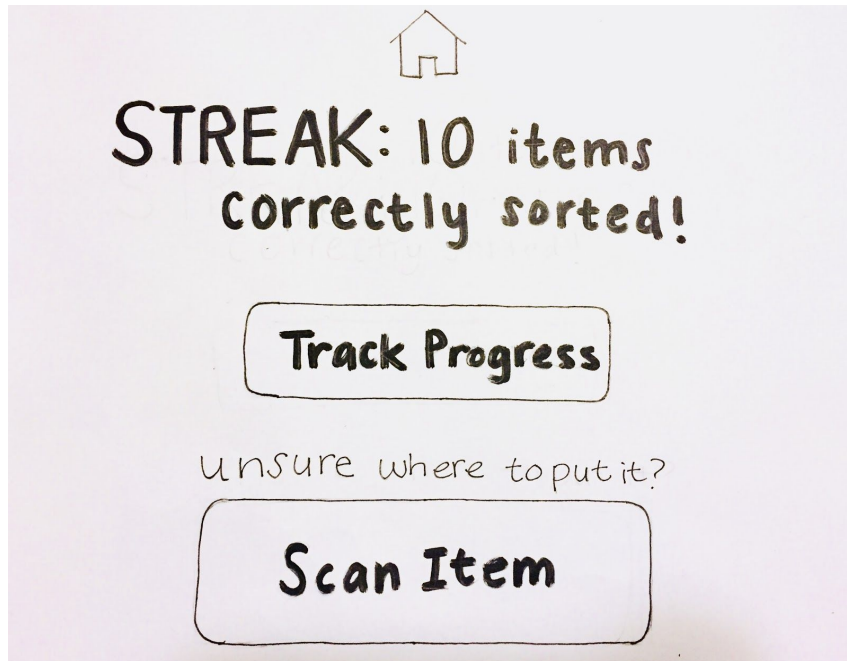 STREAK: 10 items
correctly sorted!
Track Progress
unsure where to put it?
Scan Item